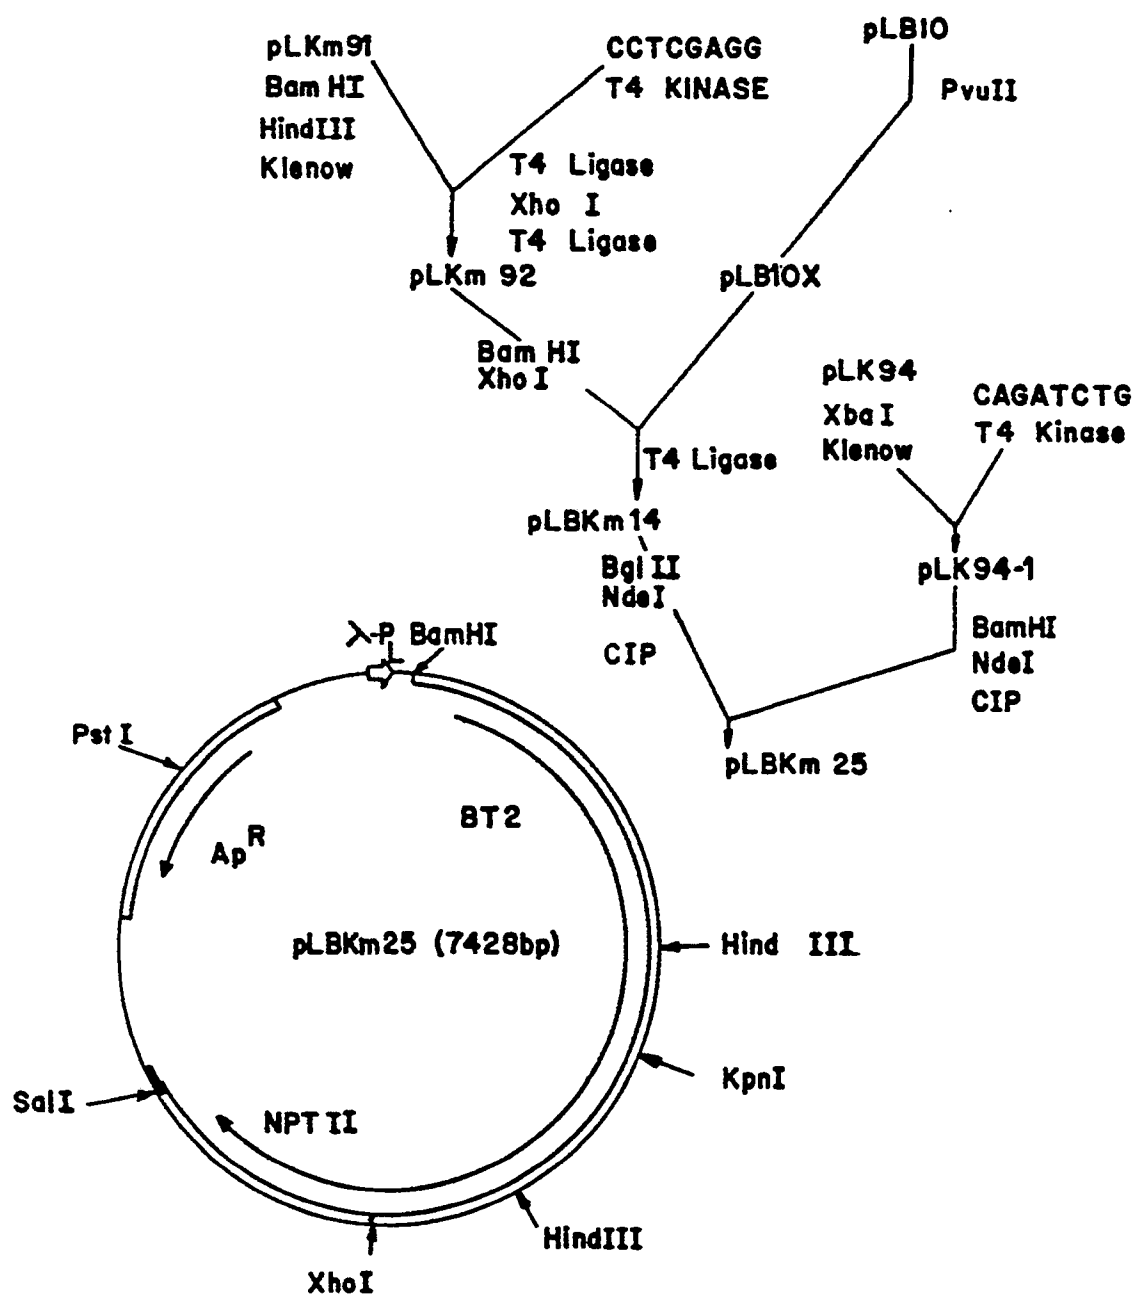 pLKm91
Bam HI
HindIII
Klenow
CCTCGAGG
T4 KINASE
pLB10
PvuII
T4 Ligase
Xho I
T4 Ligase
pLKm 92
pLB10X
Bam HI
Xho I
pLK94
Xba I
Klenow
CAGATCTG
T4 Kinase
T4 Ligase
pLBKm14
Bgl II
NdeI
CIP
pLK94-1
BamHI
NdeI
CIP
pLBKm 25
λ-PL
BamHI
Pst I
Ap R
BT2
pLBKm25 (7428bp)
Hind III
KpnI
SalI
NPT II
HindIII
XhoI